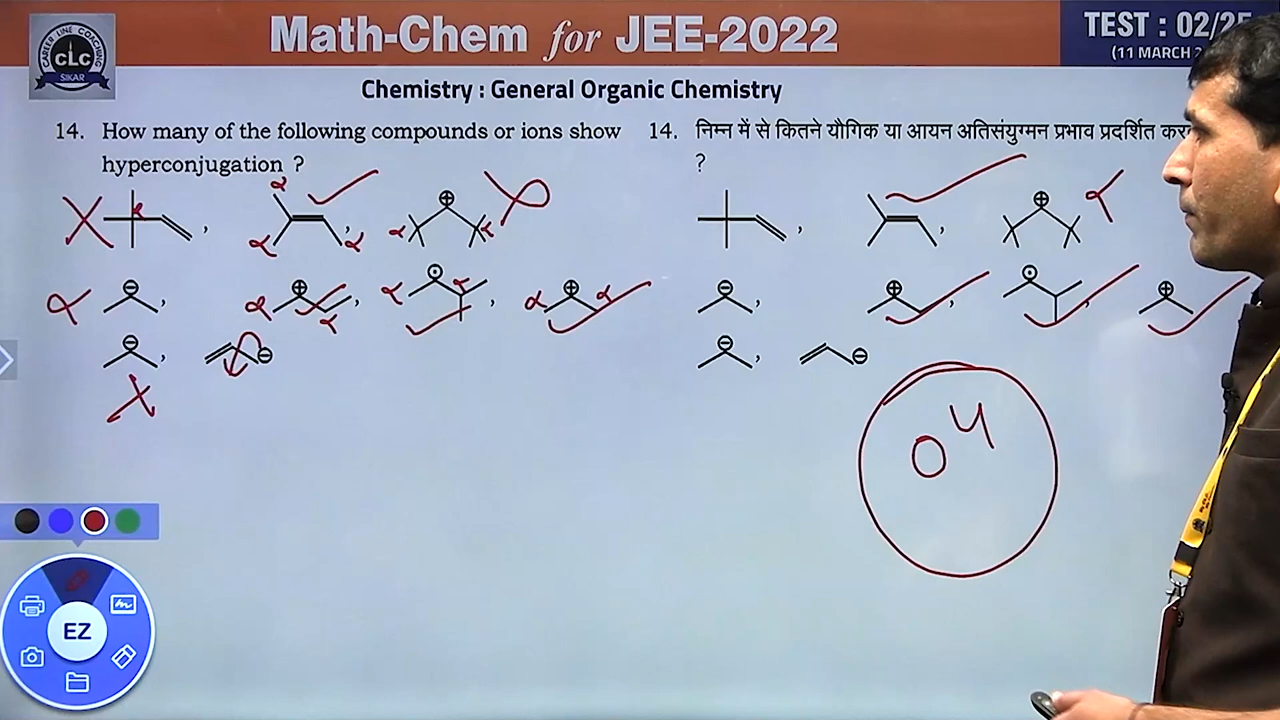 CAREER LINE COACHING
CLC
SIKAR
Math-Chem for JEE-2022
TEST : 02/25
(11 MARCH 2
Chemistry : General Organic Chemistry
14. How many of the following compounds or ions show
hyperconjugation ?
14. निम्न में से कितने यौगिक या आयन अतिसंयुग्मन प्रभाव प्रदर्शित कर
?
α α α α α
α α α α α α
04
EZ